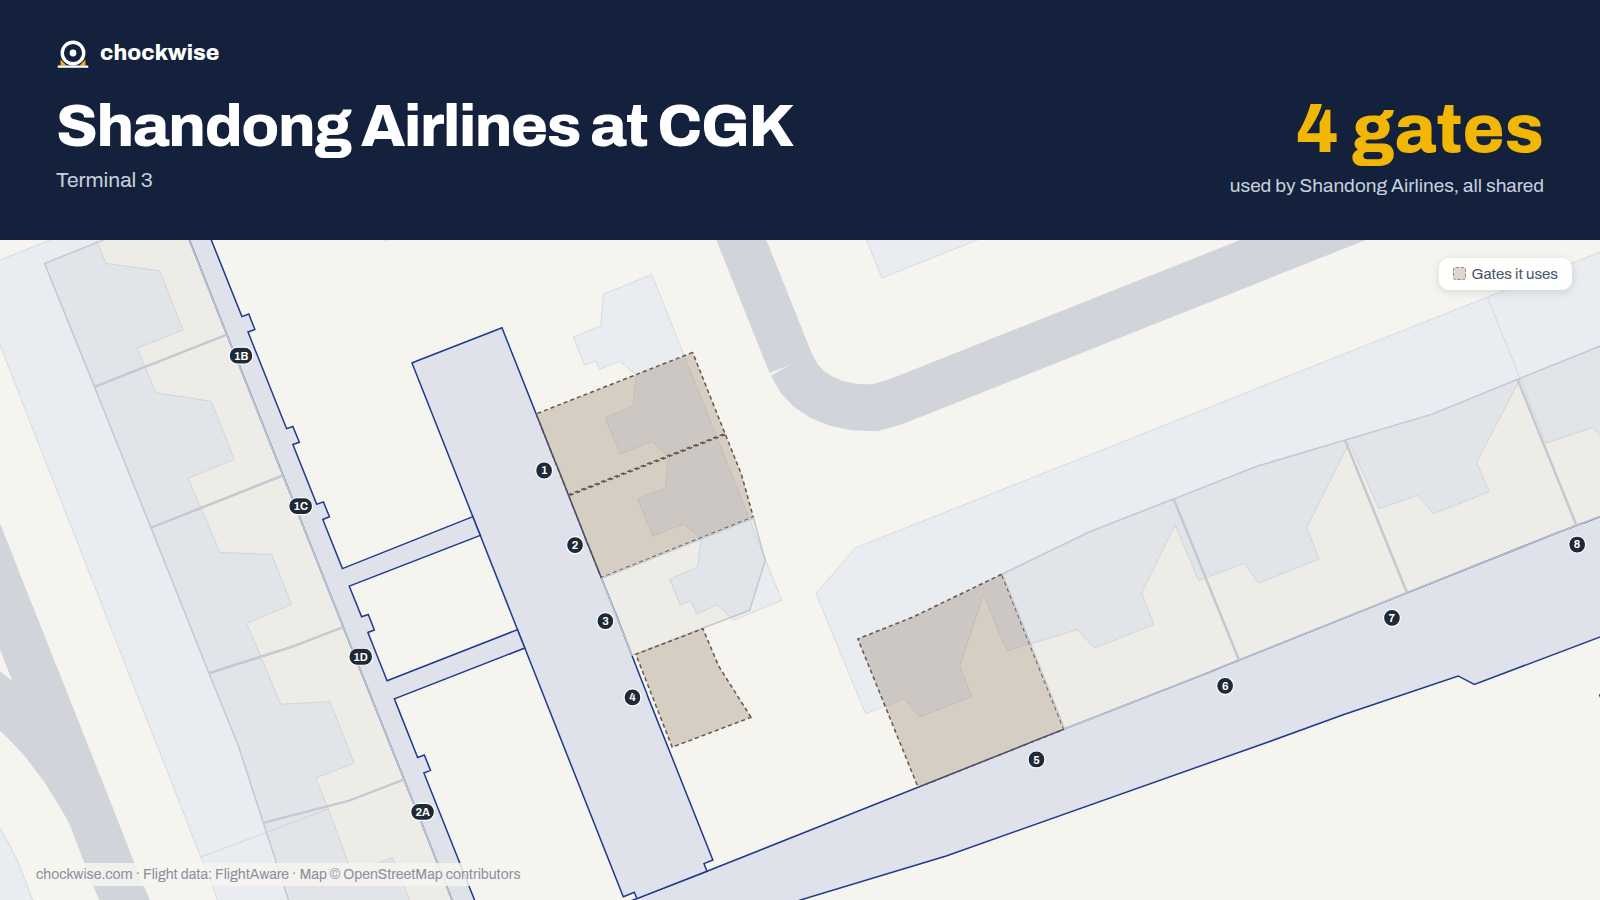 chockwise
Shandong Airlines at CGK
Terminal 3
4 gates
used by Shandong Airlines, all shared
Gates it uses
1B
1C
1D
2A
1
2
3
4
5
6
7
8
chockwise.com · Flight data: FlightAware · Map © OpenStreetMap contributors